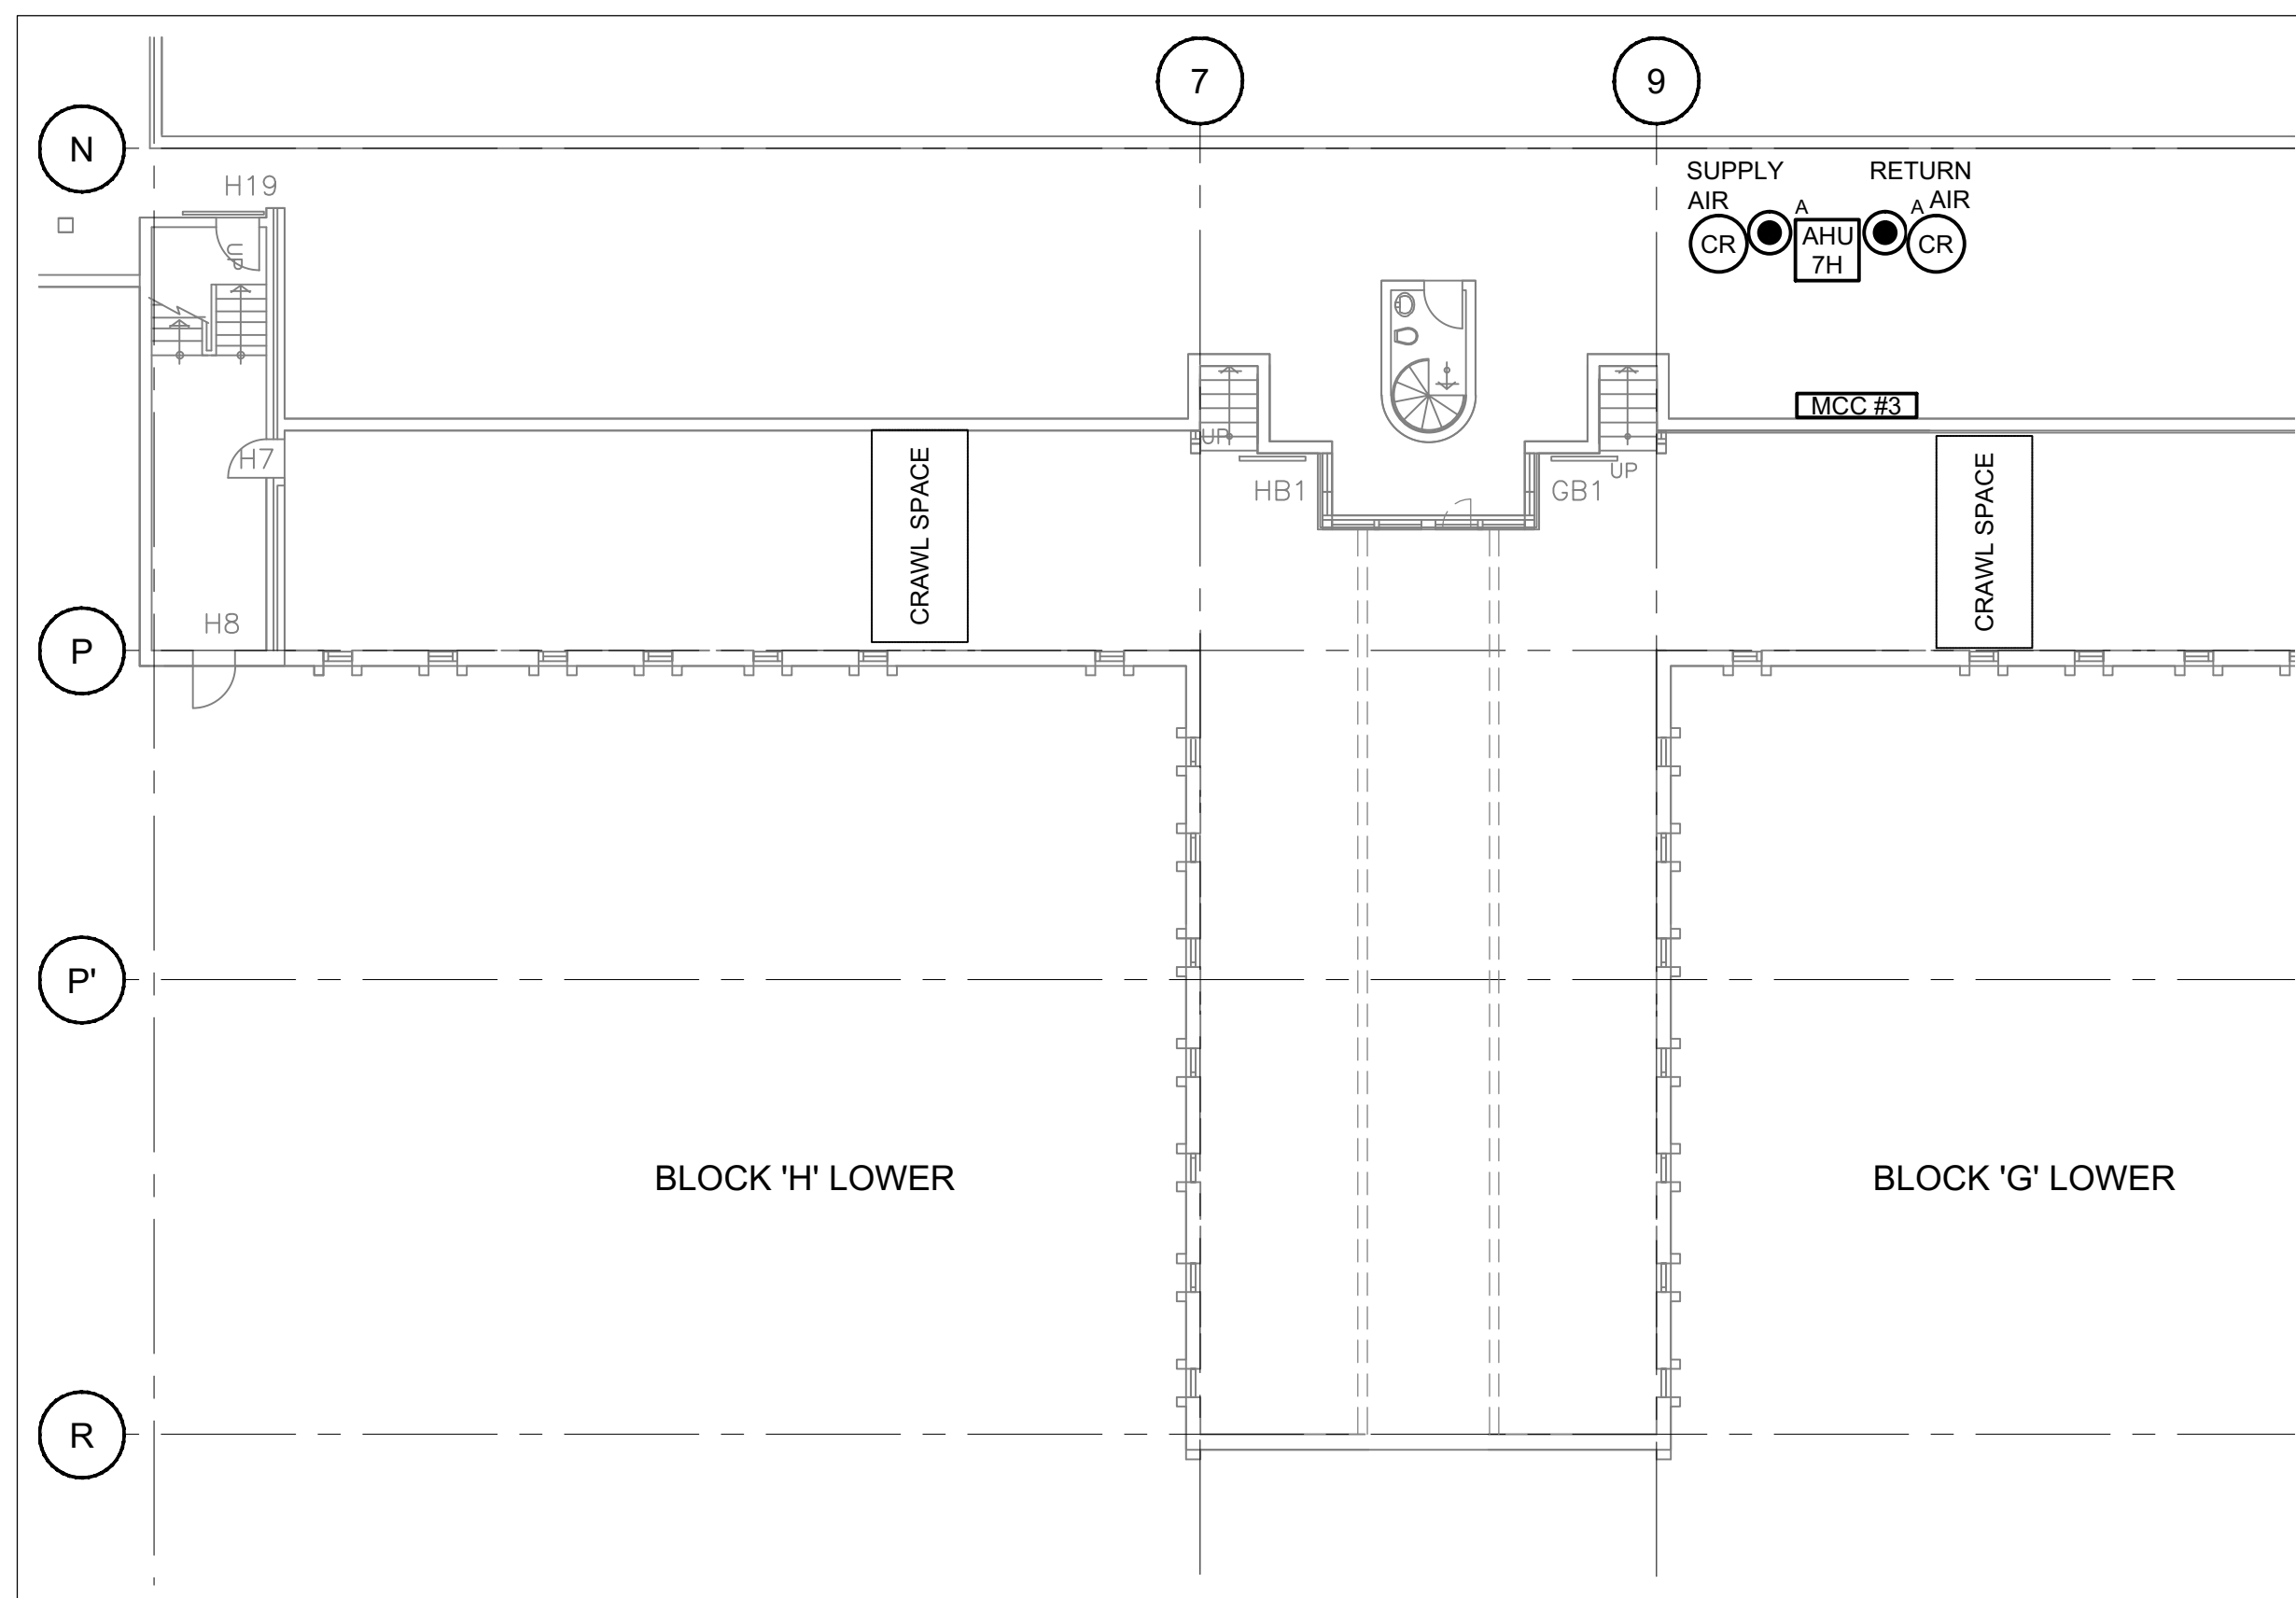 7
9
N
SUPPLY
AIR
RETURN
AIR
A
A
CR
AHU
7H
CR
H19
UP
MCC #3
UP
UP
H7
HB1
GB1
CRAWL SPACE
CRAWL SPACE
H8
P
P'
BLOCK 'H' LOWER
BLOCK 'G' LOWER
R